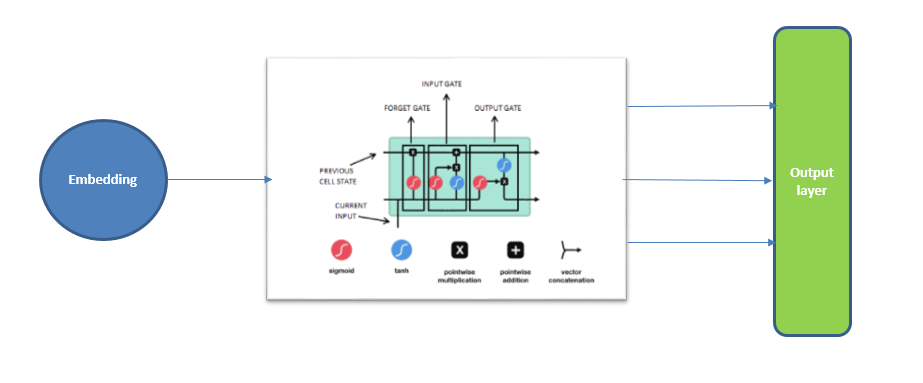 Embedding
INPUT GATE
FORGET GATE
OUTPUT GATE
PREVIOUS
CELL STATE
CURRENT
INPUT
sigmoid
tanh
pointwise
multiplication
pointwise
addition
vector
concatenation
Output
layer